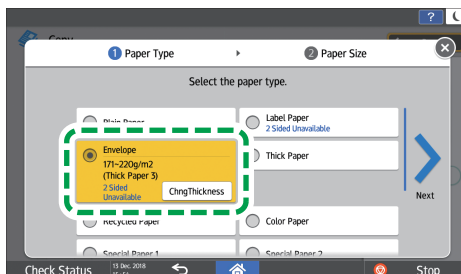 ?
Copy
1 Paper Type
2 Paper Size
Select the paper type.
Plain Paper
Label Paper
2 Sided Unavailable
Envelope
171~220g/m2
(Thick Paper 3)
2 Sided
Unavailable
ChngThickness
Thick Paper
Next
Recycled Paper
Color Paper
Special Paper 1
Special Paper 2
Check Status
13 Dec. 2018
Stop